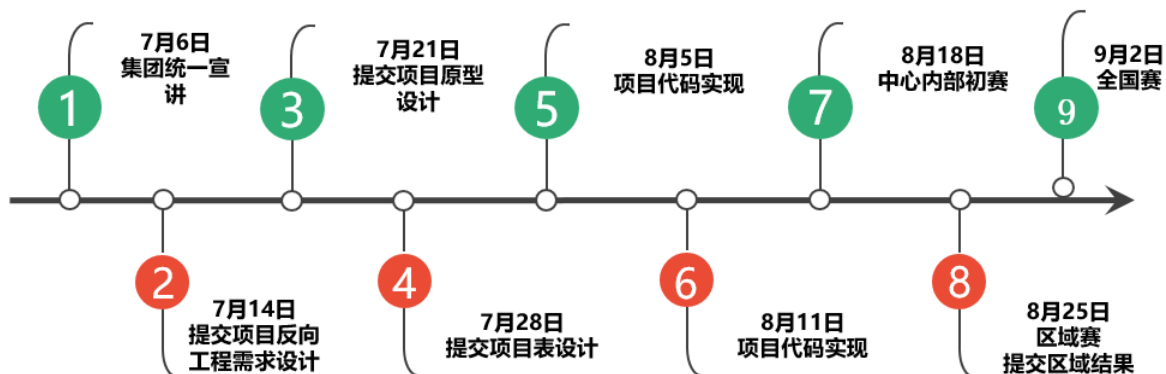 1
7月6日
集团统一宣
讲
2
7月14日
提交项目反向
工程需求设计
3
7月21日
提交项目原型
设计
4
7月28日
提交项目表设计
5
8月5日
项目代码实现
6
8月11日
项目代码实现
7
8月18日
中心内部初赛
8
8月25日
区域赛
提交区域结果
9
9月2日
全国赛